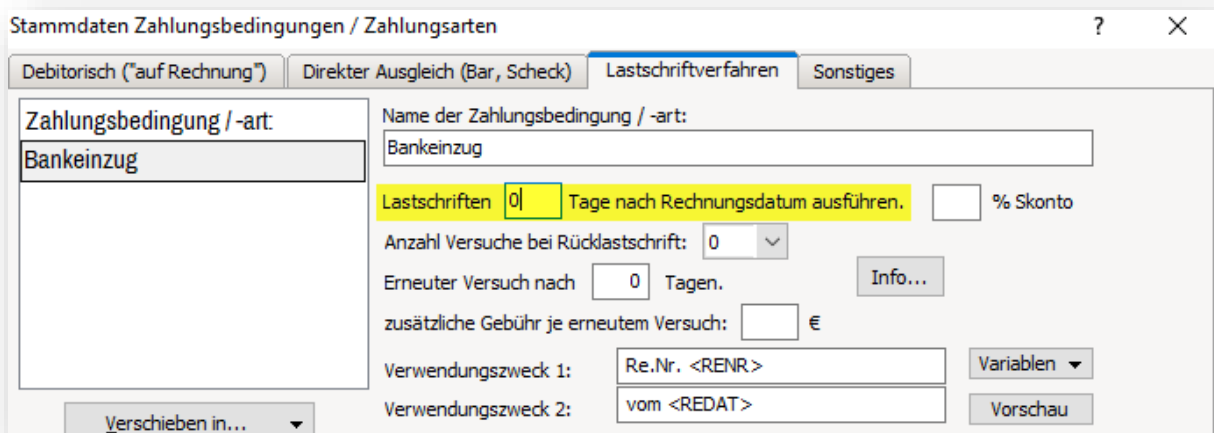 Stammdaten Zahlungsbedingungen / Zahlungsarten ?
Debitorisch ("auf Rechnung") Direkter Ausgleich (Bar, Scheck) Lastschriftverfahren Sonstiges
Zahlungsbedingung / -art:
Bankeinzug
Name der Zahlungsbedingung / -art:
Bankeinzug
Lastschriften 0 Tage nach Rechnungsdatum ausführen. % Skonto
Anzahl Versuche bei Rücklastschrift: 0
Erneuter Versuch nach 0 Tagen. Info...
zusätzliche Gebühr je erneutem Versuch: €
Verwendungszweck 1: Re.Nr. <RENR> Variablen
Verwendungszweck 2: vom <REDAT> Vorschau
Verschieben in...